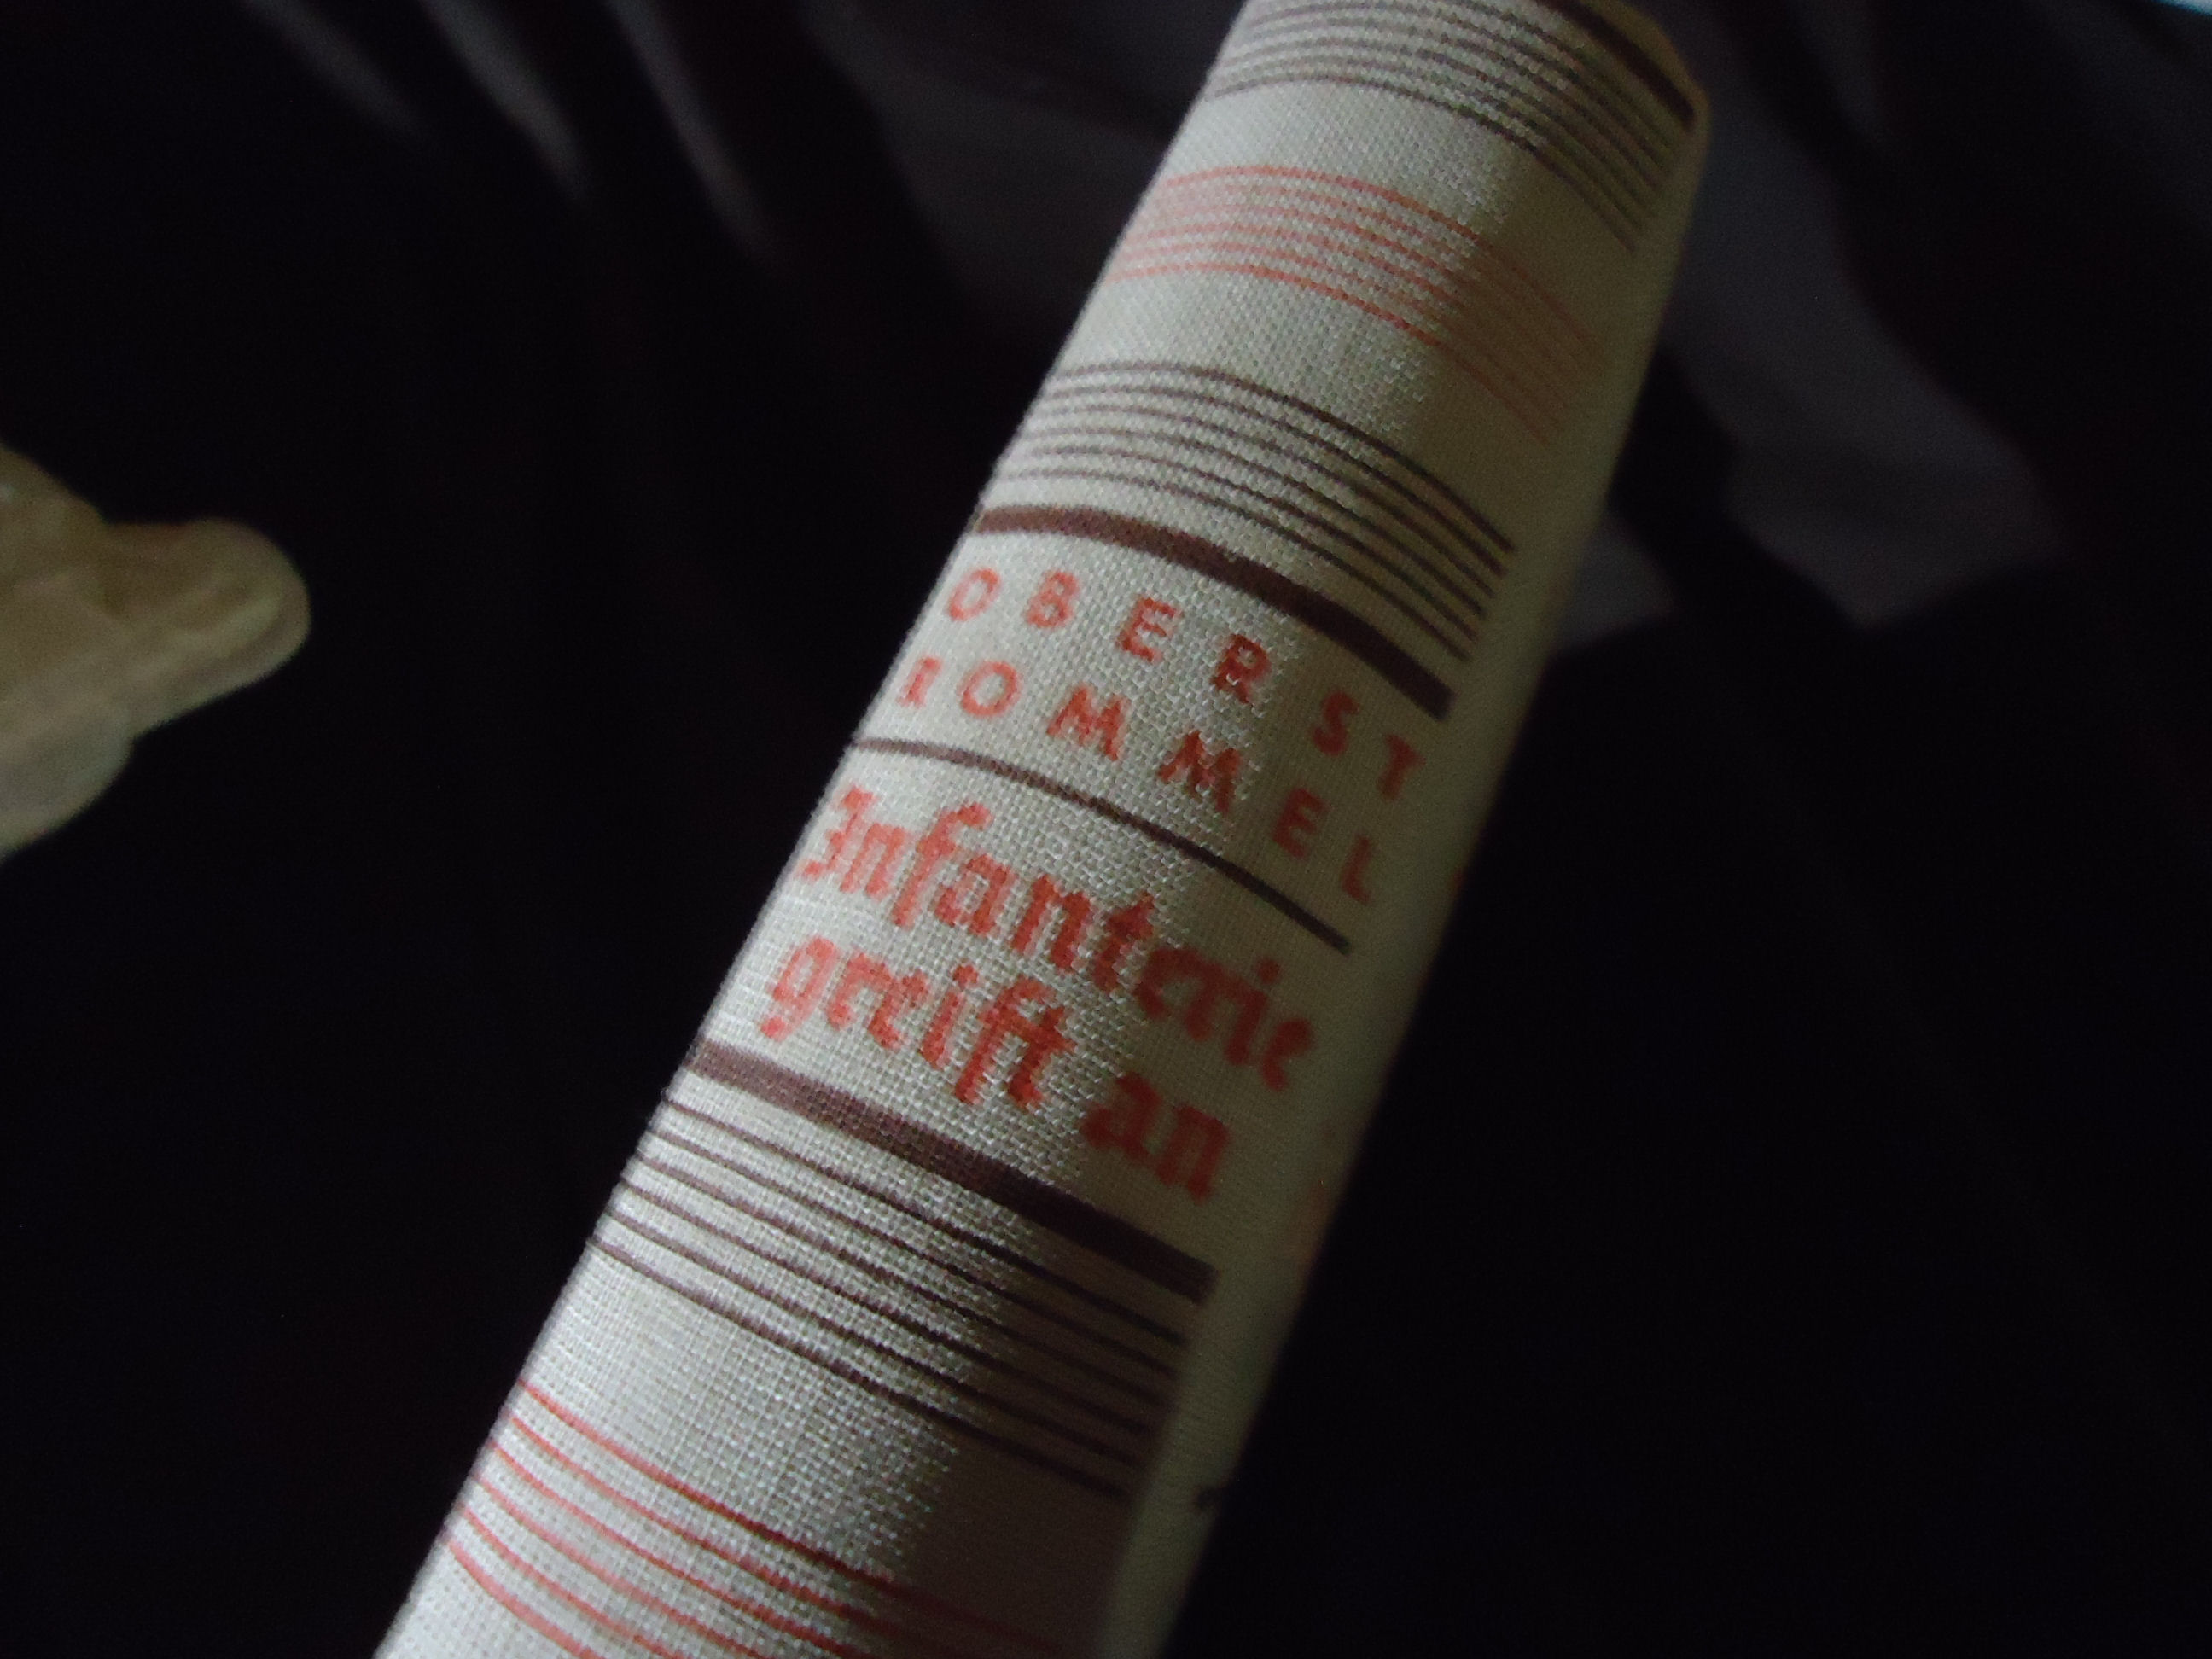 OBERST
ROMMEL
Infanterie
greift an